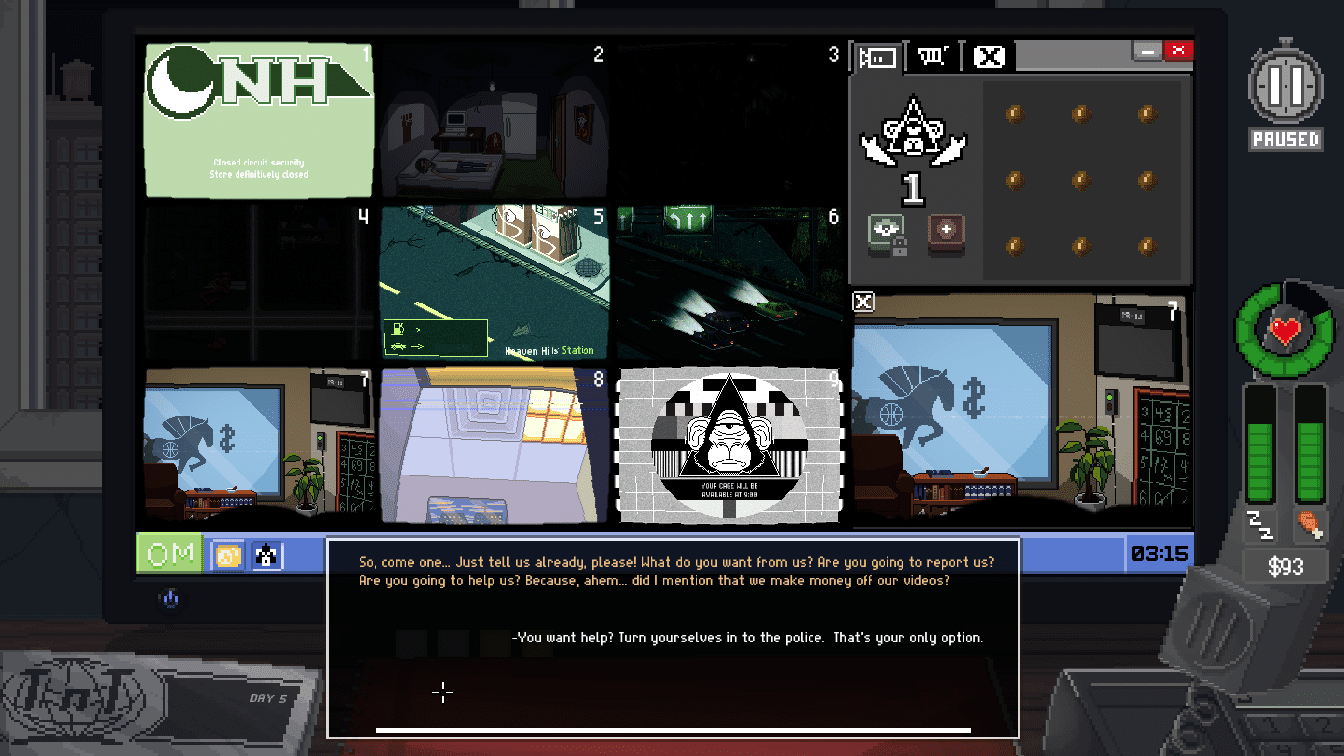 1
NH
Closed circuit security
Store definitively closed
2
3
4
5
Heaven Hills Station
6
7
8
9
YOUR CASE WILL BE
AVAILABLE AT 9:00
1
7
PAUSED
$93
OM
03:15
So, come one... Just tell us already, please! What do you want from us? Are you going to report us?
Are you going to help us? Because, ahem... did I mention that we make money off our videos?
-You want help? Turn yourselves in to the police. That's your only option.
TnT
DAY 5